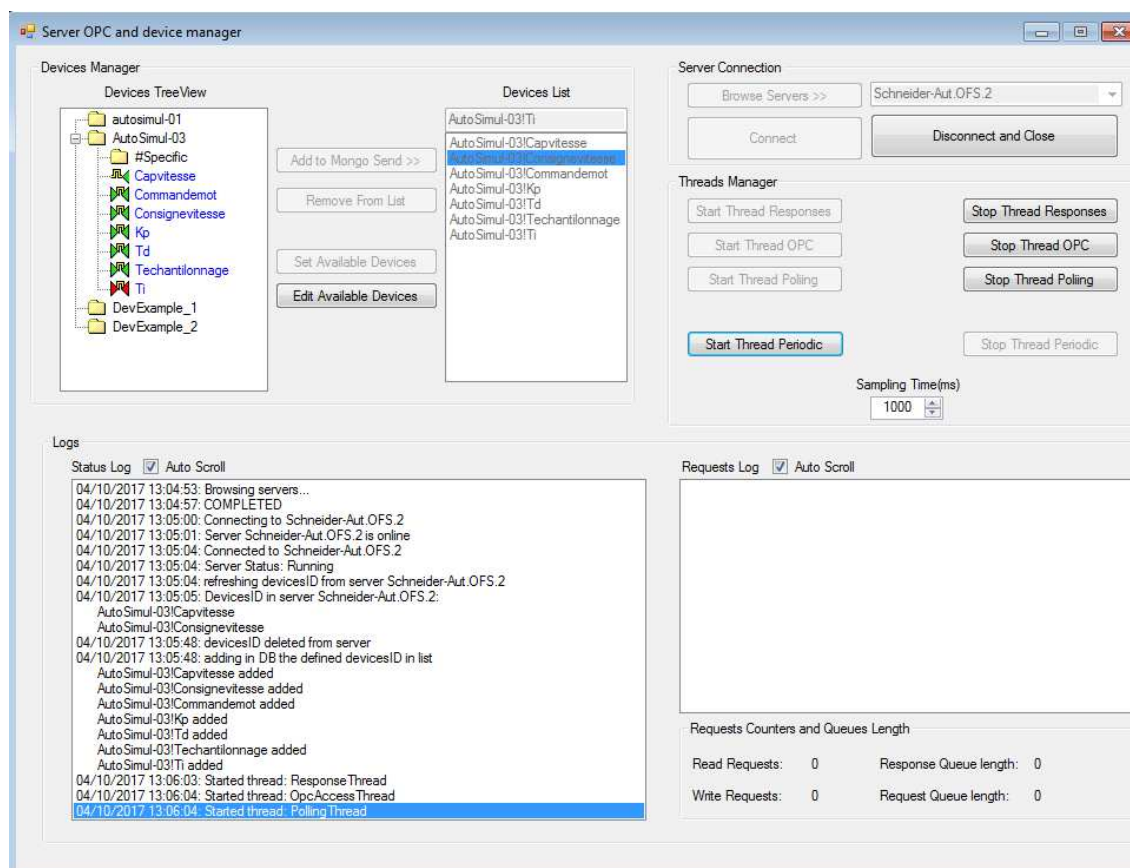 Server OPC and device manager
Devices Manager
Devices TreeView
autosimul-01
AutoSimul-03
#Specific
Capvitesse
Commandemot
Consignevitesse
Kp
Td
Techantilonnage
Ti
DevExample_1
DevExample_2
Add to Mongo Send >>
Remove From List
Set Available Devices
Edit Available Devices
Devices List
AutoSimul-03!Ti
AutoSimul-03!Capvitesse
AutoSimul-03!Consignevitesse
AutoSimul-03!Commandemot
AutoSimul-03!Kp
AutoSimul-03!Td
AutoSimul-03!Techantilonnage
AutoSimul-03!Ti
Server Connection
Browse Servers >>
Schneider-Aut.OFS.2
Connect
Disconnect and Close
Threads Manager
Start Thread Responses
Stop Thread Responses
Start Thread OPC
Stop Thread OPC
Start Thread Polling
Stop Thread Polling
Start Thread Periodic
Stop Thread Periodic
Sampling Time(ms)
1000
Logs
Status Log Auto Scroll
04/10/2017 13:04:53: Browsing servers...
04/10/2017 13:04:57: COMPLETED
04/10/2017 13:05:00: Connecting to Schneider-Aut.OFS.2
04/10/2017 13:05:01: Server Schneider-Aut.OFS.2 is online
04/10/2017 13:05:04: Connected to Schneider-Aut.OFS.2
04/10/2017 13:05:04: Server Status: Running
04/10/2017 13:05:04: refreshing devicesID from server Schneider-Aut.OFS.2
04/10/2017 13:05:05: DevicesID in server Schneider-Aut.OFS.2:
AutoSimul-03!Capvitesse
AutoSimul-03!Consignevitesse
04/10/2017 13:05:48: devicesID deleted from server
04/10/2017 13:05:48: adding in DB the defined devicesID in list
AutoSimul-03!Capvitesse added
AutoSimul-03!Consignevitesse added
AutoSimul-03!Commandemot added
AutoSimul-03!Kp added
AutoSimul-03!Td added
AutoSimul-03!Techantilonnage added
AutoSimul-03!Ti added
04/10/2017 13:06:03: Started thread: ResponseThread
04/10/2017 13:06:04: Started thread: OpcAccessThread
04/10/2017 13:06:04: Started thread: PollingThread
Requests Log Auto Scroll
Requests Counters and Queues Length
Read Requests: 0 Response Queue length: 0
Write Requests: 0 Request Queue length: 0